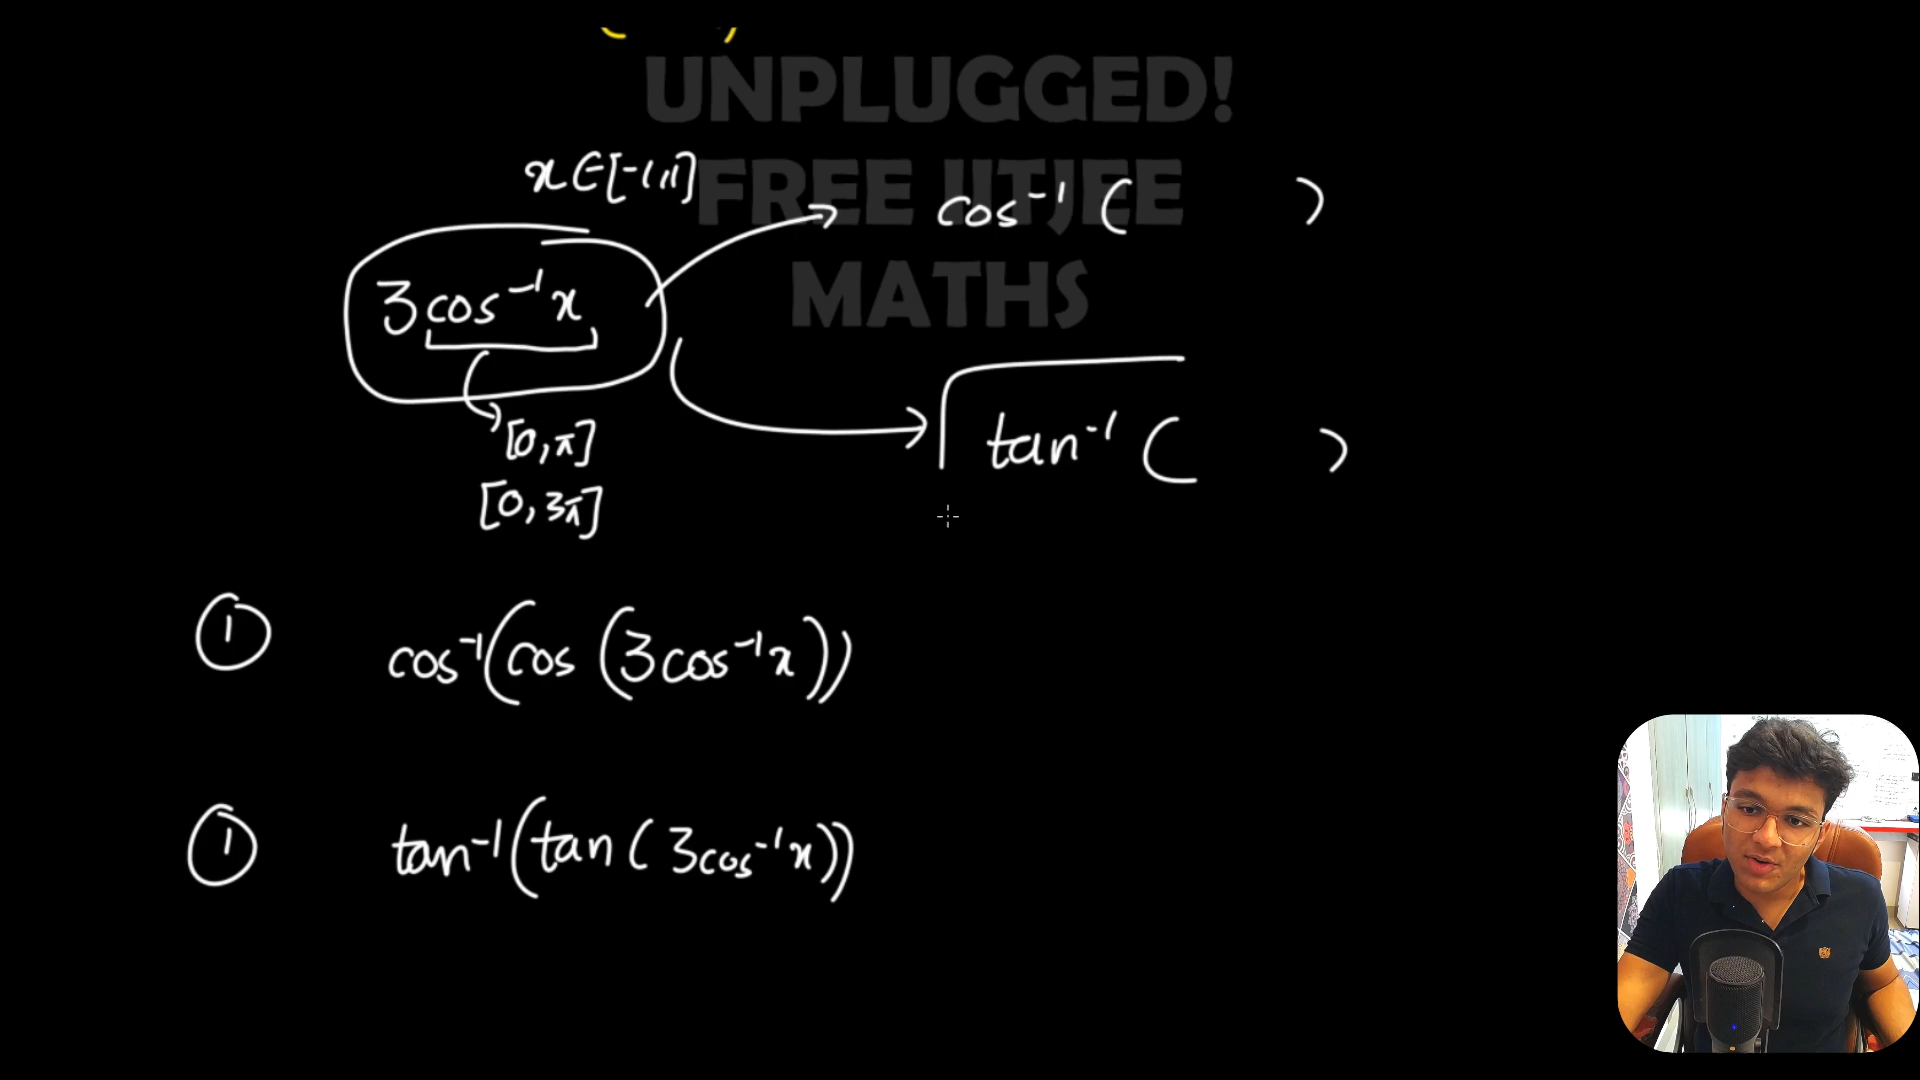 UNPLUGGED!
FREE IITJEE
MATHS
x∈[-1,1]
cos⁻¹ (       )
3cos⁻¹x
tan⁻¹ (       )
[0,π]
[0,3π]
① cos⁻¹(cos (3cos⁻¹x))
① tan⁻¹(tan ( 3cos⁻¹x))